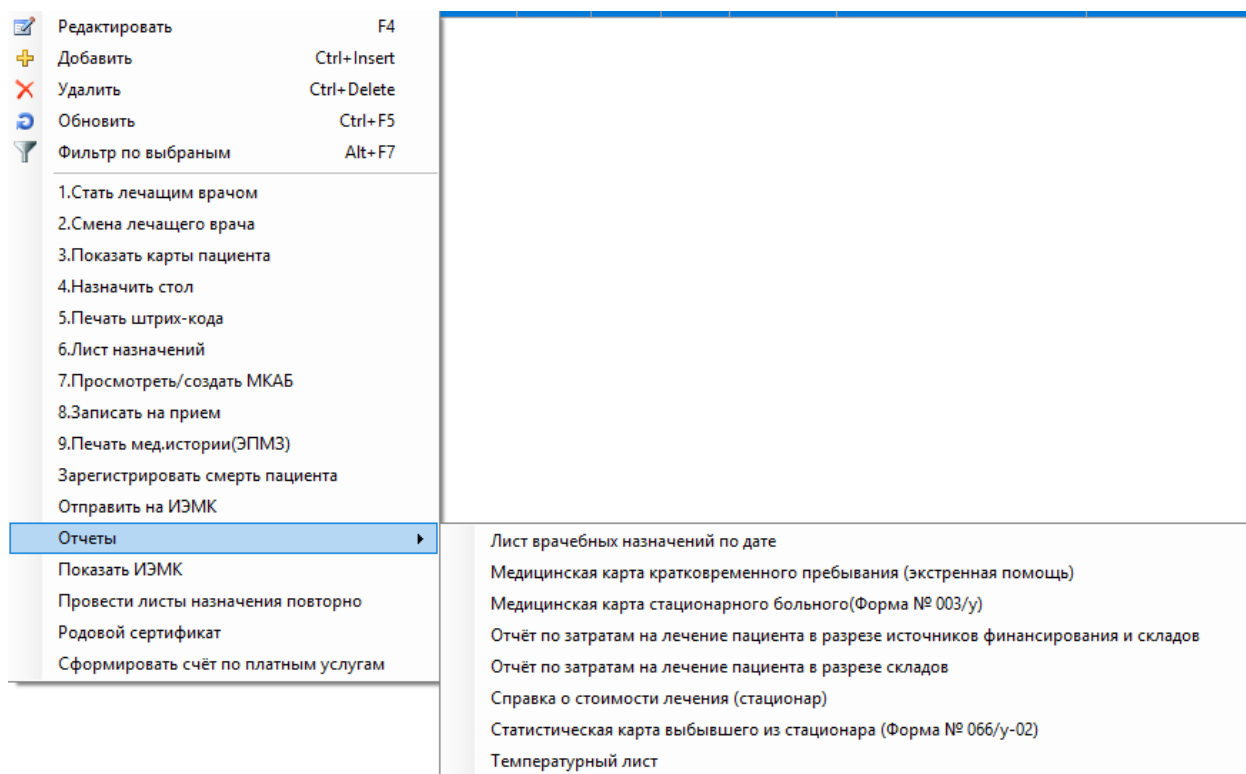 Редактировать F4
Добавить Ctrl+Insert
Удалить Ctrl+Delete
Обновить Ctrl+F5
Фильтр по выбраным Alt+F7
1.Стать лечащим врачом
2.Смена лечащего врача
3.Показать карты пациента
4.Назначить стол
5.Печать штрих-кода
6.Лист назначений
7.Просмотреть/создать МКАБ
8.Записать на прием
9.Печать мед.истории(ЭПМЗ)
Зарегистрировать смерть пациента
Отправить на ИЭМК
Отчеты
Показать ИЭМК
Провести листы назначения повторно
Родовой сертификат
Сформировать счёт по платным услугам
Лист врачебных назначений по дате
Медицинская карта кратковременного пребывания (экстренная помощь)
Медицинская карта стационарного больного(Форма № 003/у)
Отчёт по затратам на лечение пациента в разрезе источников финансирования и складов
Отчёт по затратам на лечение пациента в разрезе складов
Справка о стоимости лечения (стационар)
Статистическая карта выбывшего из стационара (Форма № 066/у-02)
Температурный лист